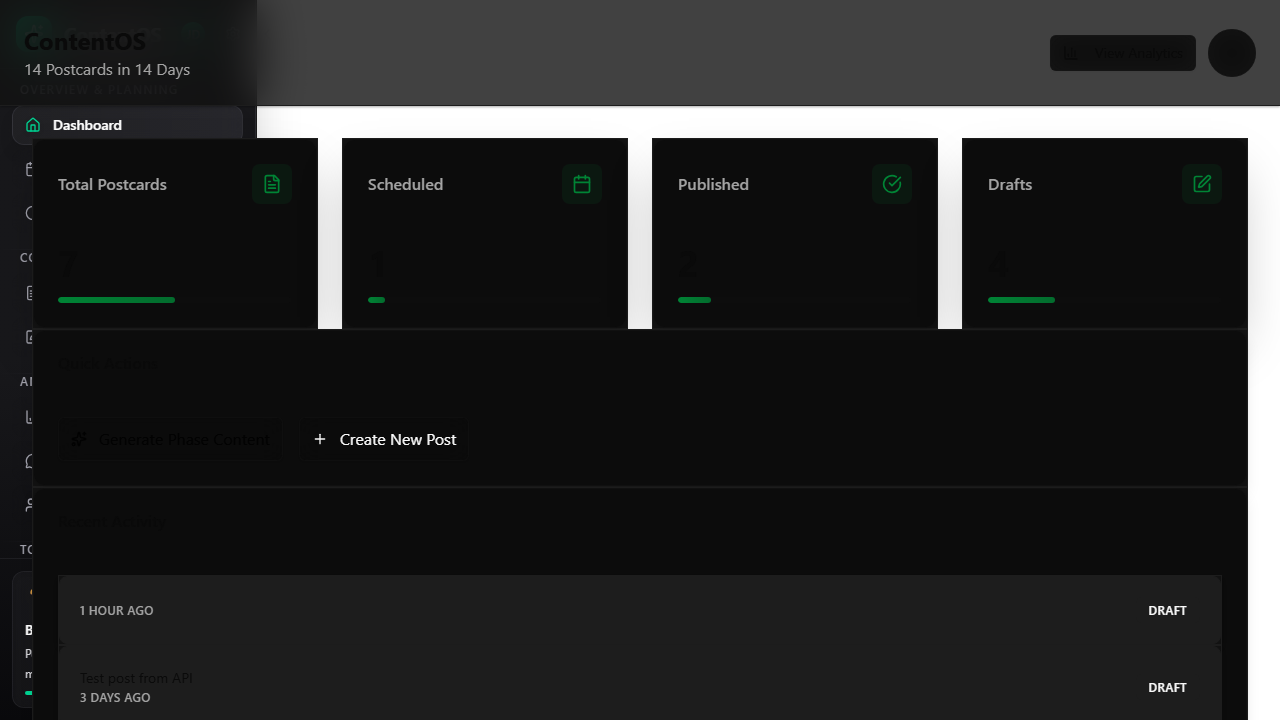 ContentOS
14 Postcards in 14 Days
OVERVIEW & PLANNING
View Analytics
Dashboard
Total Postcards
Scheduled
Published
Drafts
7
1
2
4
Quick Actions
Generate Phase Content
Create New Post
Recent Activity
1 HOUR AGO
DRAFT
Test post from API
3 DAYS AGO
DRAFT